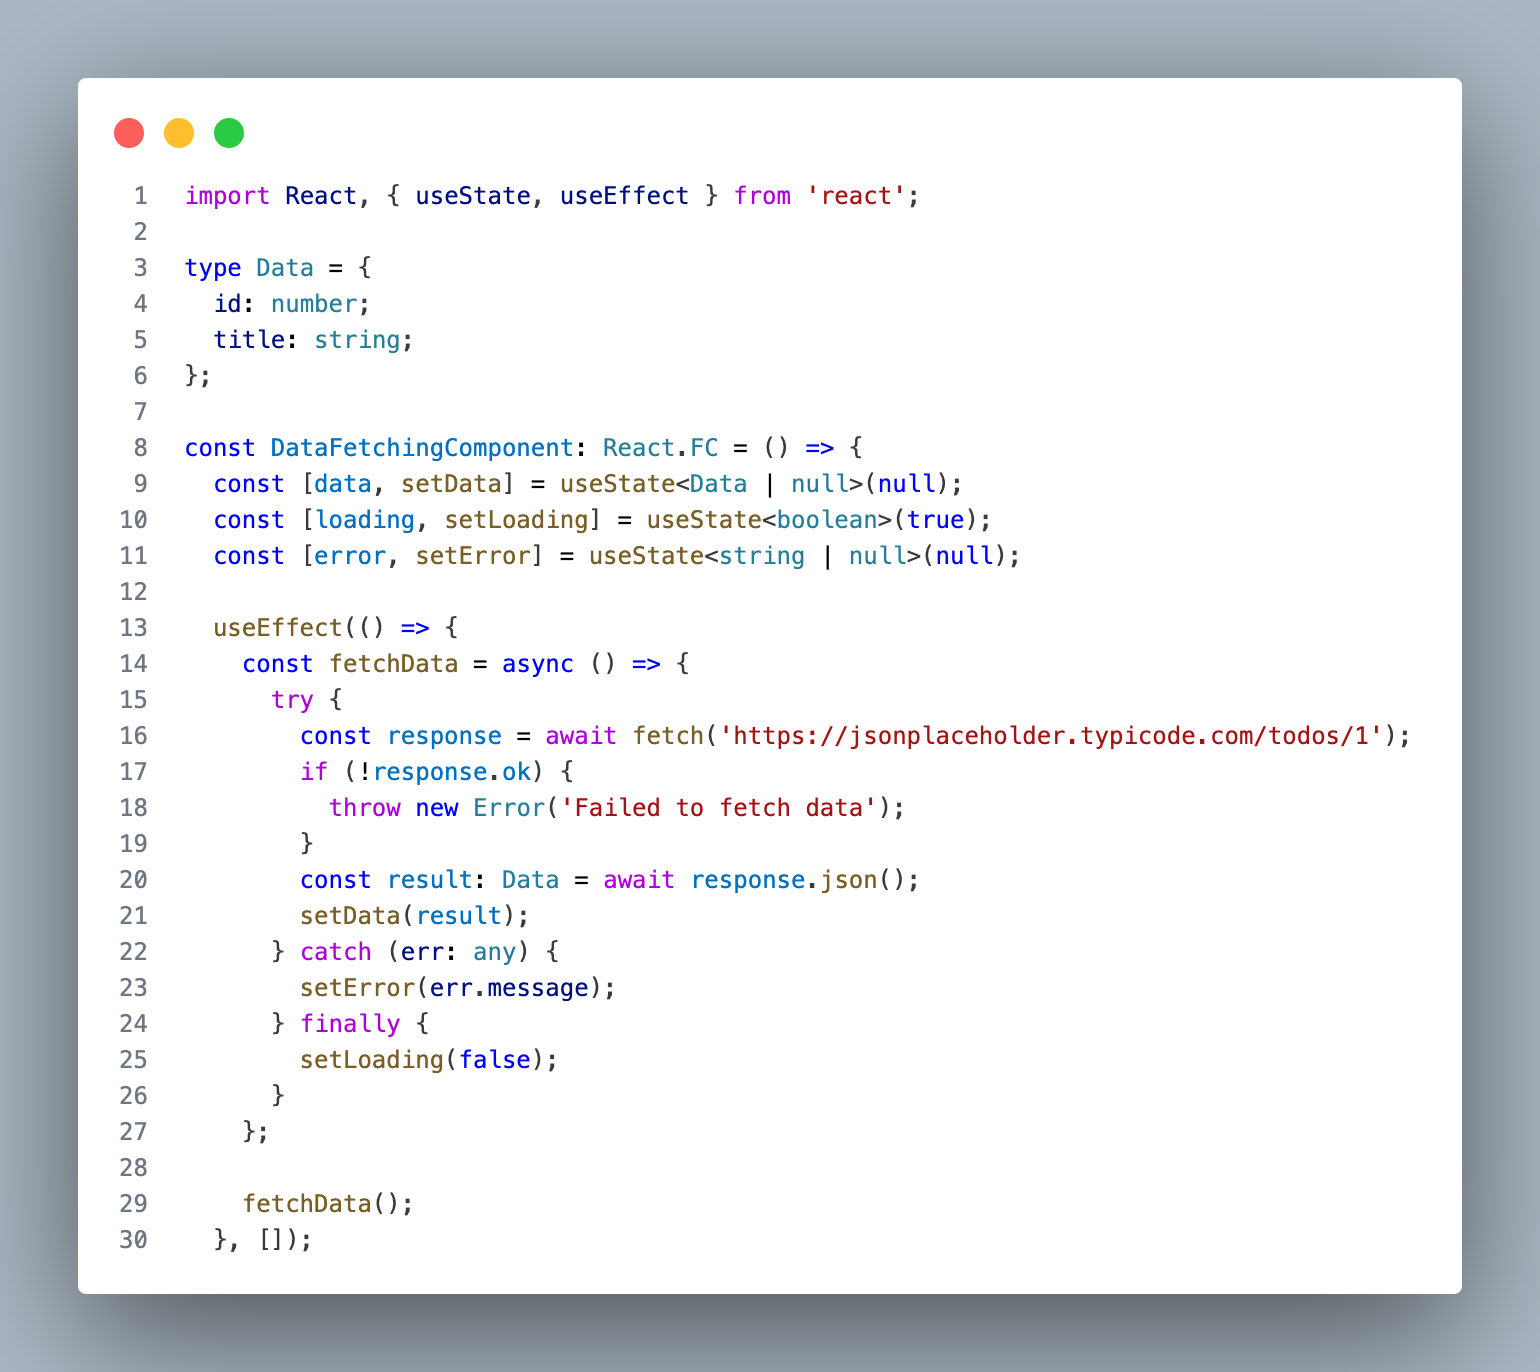 1 import React, { useState, useEffect } from 'react';
2
3 type Data = {
4   id: number;
5   title: string;
6 };
7
8 const DataFetchingComponent: React.FC = () => {
9   const [data, setData] = useState<Data | null>(null);
10   const [loading, setLoading] = useState<boolean>(true);
11   const [error, setError] = useState<string | null>(null);
12
13   useEffect(() => {
14     const fetchData = async () => {
15       try {
16         const response = await fetch('https://jsonplaceholder.typicode.com/todos/1');
17         if (!response.ok) {
18           throw new Error('Failed to fetch data');
19         }
20         const result: Data = await response.json();
21         setData(result);
22       } catch (err: any) {
23         setError(err.message);
24       } finally {
25         setLoading(false);
26       }
27     };
28
29     fetchData();
30   }, []);